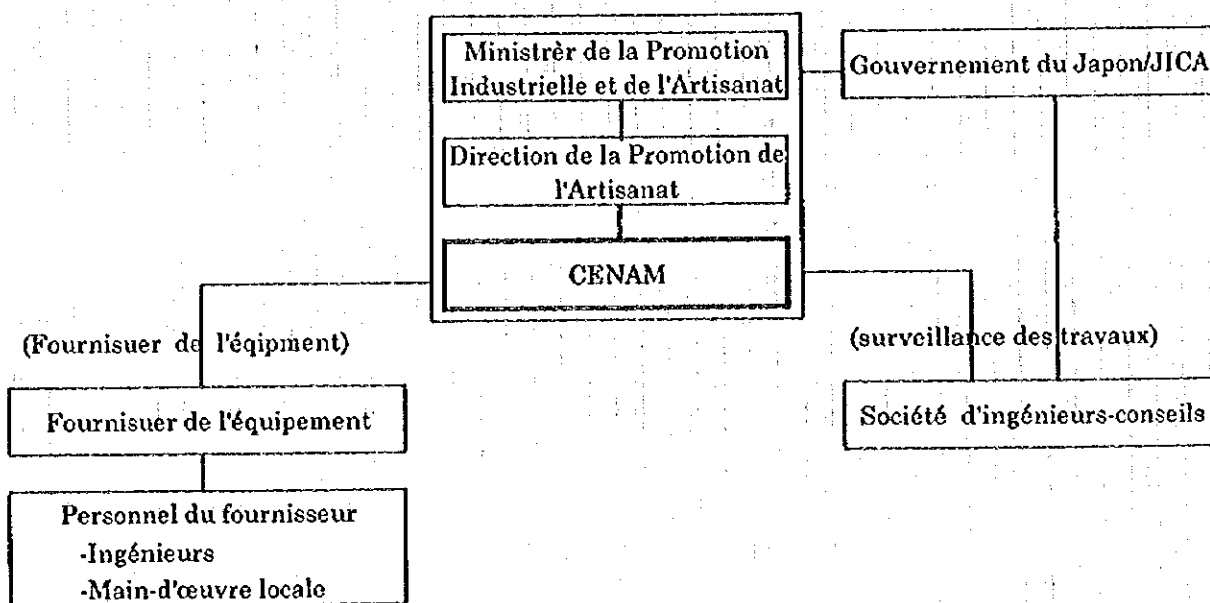 Ministrèr de la Promotion
Industrielle et de l'Artisanat
Gouvernement du Japon/JICA
Direction de la Promotion de
l'Artisanat
CENAM
(Fournisuer de l'éqipment)
(surveillance des travaux)
Fournisuer de l'équipement
Société d'ingénieurs-conseils
Personnel du fournisseur
-Ingénieurs
-Main-d'œuvre locale